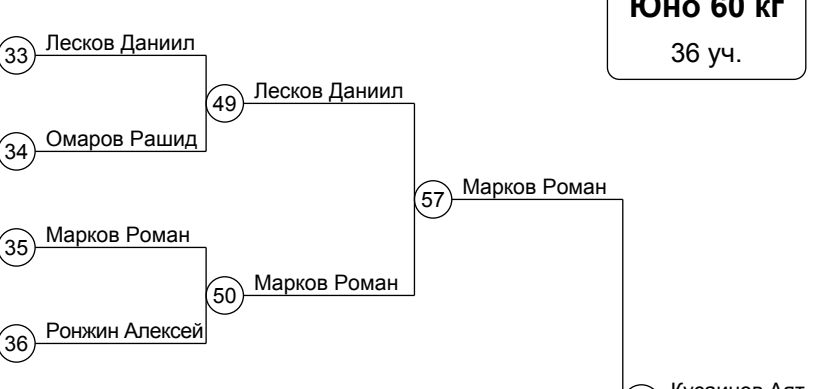 Юно 60 кг
36 уч.
33 Лесков Даниил
49 Лесков Даниил
34 Омаров Рашид
57 Марков Роман
35 Марков Роман
50 Марков Роман
36 Ронжин Алексей